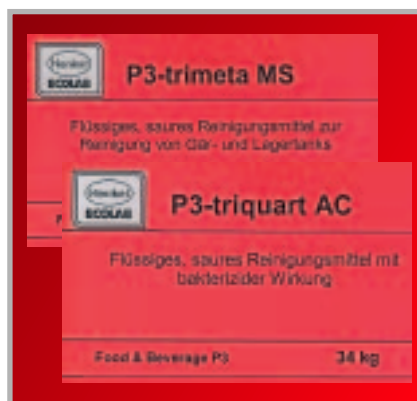 Henkel
ECOLAB
P3-trimeta MS
Flüssiges, saures Reinigungsmittel zur
Reinigung von Gär- und Lagertanks
Henkel
ECOLAB
P3-triquart AC
Flüssiges, saures Reinigungsmittel mit
bakterizider Wirkung
Food & Beverage P3 34 kg